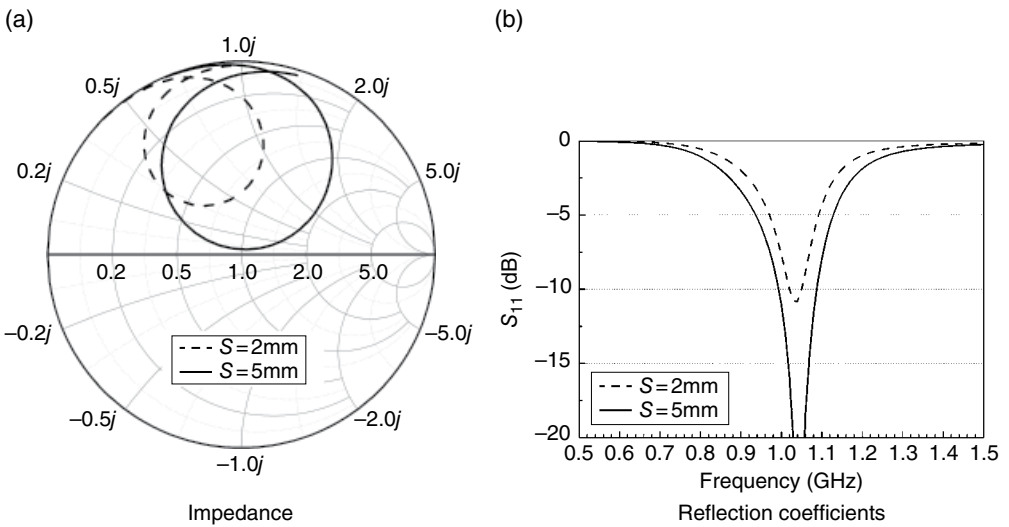 (a)
1.0j
0.5j
2.0j
0.2j
5.0j
0.2 0.5 1.0 2.0 5.0
–0.2j
–5.0j
S=2mm
S=5mm
–0.5j
–2.0j
–1.0j
Impedance
(b)
0
–5
–10
–15
–20
S11 (dB)
S=2mm
S=5mm
0.5 0.6 0.7 0.8 0.9 1.0 1.1 1.2 1.3 1.4 1.5
Frequency (GHz)
Reflection coefficients